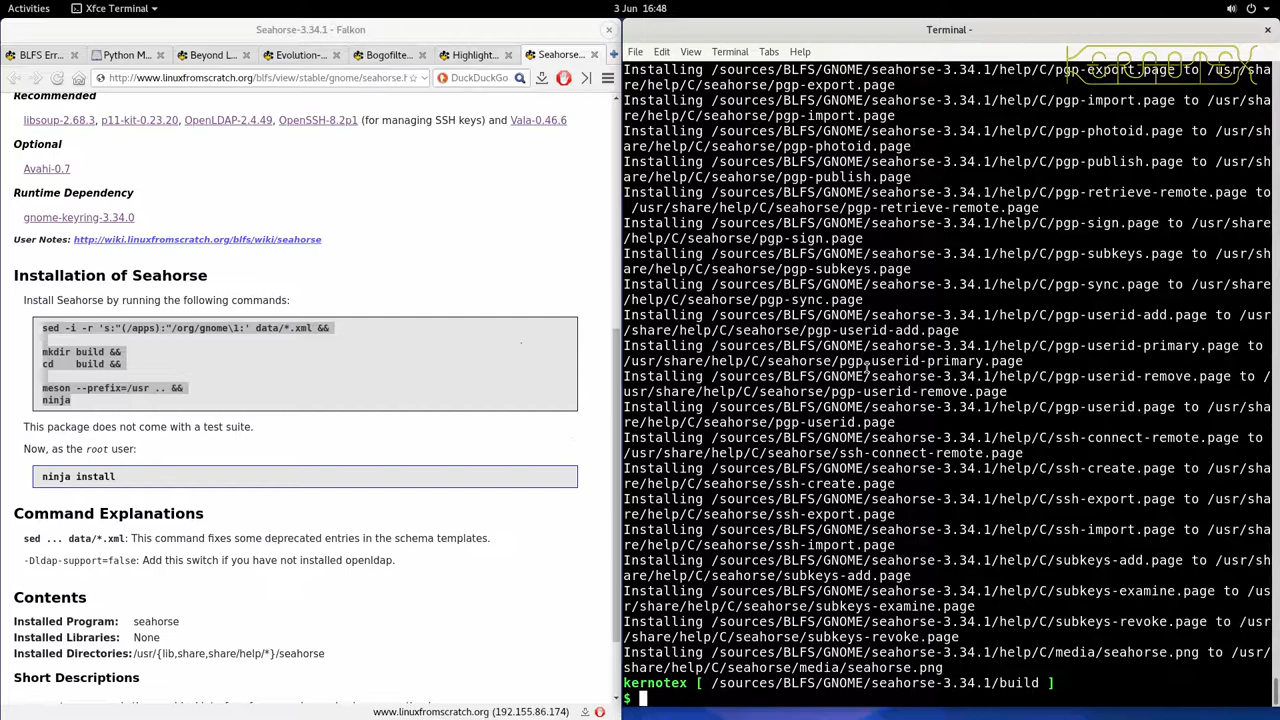 Activities
Xfce Terminal
3 Jun 16:48
Seahorse-3.34.1 - Falkon
BLFS Err...
Python M...
Beyond L...
Evolution-...
Bogofilte...
Highlight...
Seahorse...
http://www.linuxfromscratch.org/blfs/view/stable/gnome/seahorse.h
DuckDuckGo
Recommended
libsoup-2.68.3, p11-kit-0.23.20, OpenLDAP-2.4.49, OpenSSH-8.2p1 (for managing SSH keys) and Vala-0.46.6
Optional
Avahi-0.7
Runtime Dependency
gnome-keyring-3.34.0
User Notes: http://wiki.linuxfromscratch.org/blfs/wiki/seahorse
Installation of Seahorse
Install Seahorse by running the following commands:
sed -i -r 's:"(/apps):"/org/gnome\1:' data/*.xml &&
mkdir build &&
cd    build &&
meson --prefix=/usr .. &&
ninja
This package does not come with a test suite.
Now, as the root user:
ninja install
Command Explanations
sed ... data/*.xml: This command fixes some deprecated entries in the schema templates.
-Dldap-support=false: Add this switch if you have not installed openldap.
Contents
Installed Program: seahorse
Installed Libraries: None
Installed Directories: /usr/{lib,share,share/help/*}/seahorse
Short Descriptions
www.linuxfromscratch.org (192.155.86.174)
Terminal -
File Edit View Terminal Tabs Help
KERNOTEX
Installing /sources/BLFS/GNOME/seahorse-3.34.1/help/C/pgp-export.page to /usr/sha
re/help/C/seahorse/pgp-export.page
Installing /sources/BLFS/GNOME/seahorse-3.34.1/help/C/pgp-import.page to /usr/sha
re/help/C/seahorse/pgp-import.page
Installing /sources/BLFS/GNOME/seahorse-3.34.1/help/C/pgp-photoid.page to /usr/sh
are/help/C/seahorse/pgp-photoid.page
Installing /sources/BLFS/GNOME/seahorse-3.34.1/help/C/pgp-publish.page to /usr/sh
are/help/C/seahorse/pgp-publish.page
Installing /sources/BLFS/GNOME/seahorse-3.34.1/help/C/pgp-retrieve-remote.page to
/usr/share/help/C/seahorse/pgp-retrieve-remote.page
Installing /sources/BLFS/GNOME/seahorse-3.34.1/help/C/pgp-sign.page to /usr/share
/help/C/seahorse/pgp-sign.page
Installing /sources/BLFS/GNOME/seahorse-3.34.1/help/C/pgp-subkeys.page to /usr/sh
are/help/C/seahorse/pgp-subkeys.page
Installing /sources/BLFS/GNOME/seahorse-3.34.1/help/C/pgp-sync.page to /usr/share
/help/C/seahorse/pgp-sync.page
Installing /sources/BLFS/GNOME/seahorse-3.34.1/help/C/pgp-userid-add.page to /usr
/share/help/C/seahorse/pgp-userid-add.page
Installing /sources/BLFS/GNOME/seahorse-3.34.1/help/C/pgp-userid-primary.page to
/usr/share/help/C/seahorse/pgp-userid-primary.page
Installing /sources/BLFS/GNOME/seahorse-3.34.1/help/C/pgp-userid-remove.page to /
usr/share/help/C/seahorse/pgp-userid-remove.page
Installing /sources/BLFS/GNOME/seahorse-3.34.1/help/C/pgp-userid.page to /usr/sha
re/help/C/seahorse/pgp-userid.page
Installing /sources/BLFS/GNOME/seahorse-3.34.1/help/C/ssh-connect-remote.page to
/usr/share/help/C/seahorse/ssh-connect-remote.page
Installing /sources/BLFS/GNOME/seahorse-3.34.1/help/C/ssh-create.page to /usr/sha
re/help/C/seahorse/ssh-create.page
Installing /sources/BLFS/GNOME/seahorse-3.34.1/help/C/ssh-export.page to /usr/sha
re/help/C/seahorse/ssh-export.page
Installing /sources/BLFS/GNOME/seahorse-3.34.1/help/C/ssh-import.page to /usr/sha
re/help/C/seahorse/ssh-import.page
Installing /sources/BLFS/GNOME/seahorse-3.34.1/help/C/subkeys-add.page to /usr/sh
are/help/C/seahorse/subkeys-add.page
Installing /sources/BLFS/GNOME/seahorse-3.34.1/help/C/subkeys-examine.page to /us
r/share/help/C/seahorse/subkeys-examine.page
Installing /sources/BLFS/GNOME/seahorse-3.34.1/help/C/subkeys-revoke.page to /usr
/share/help/C/seahorse/subkeys-revoke.page
Installing /sources/BLFS/GNOME/seahorse-3.34.1/help/C/media/seahorse.png to /usr/
share/help/C/seahorse/media/seahorse.png
kernotex [ /sources/BLFS/GNOME/seahorse-3.34.1/build ]
$